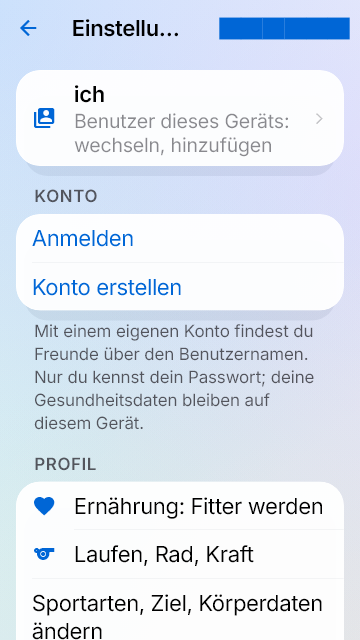 Einstellu...
ich
Benutzer dieses Geräts:
wechseln, hinzufügen
KONTO
Anmelden
Konto erstellen
Mit einem eigenen Konto findest du
Freunde über den Benutzernamen.
Nur du kennst dein Passwort; deine
Gesundheitsdaten bleiben auf
diesem Gerät.
PROFIL
Ernährung: Fitter werden
Laufen, Rad, Kraft
Sportarten, Ziel, Körperdaten
ändern